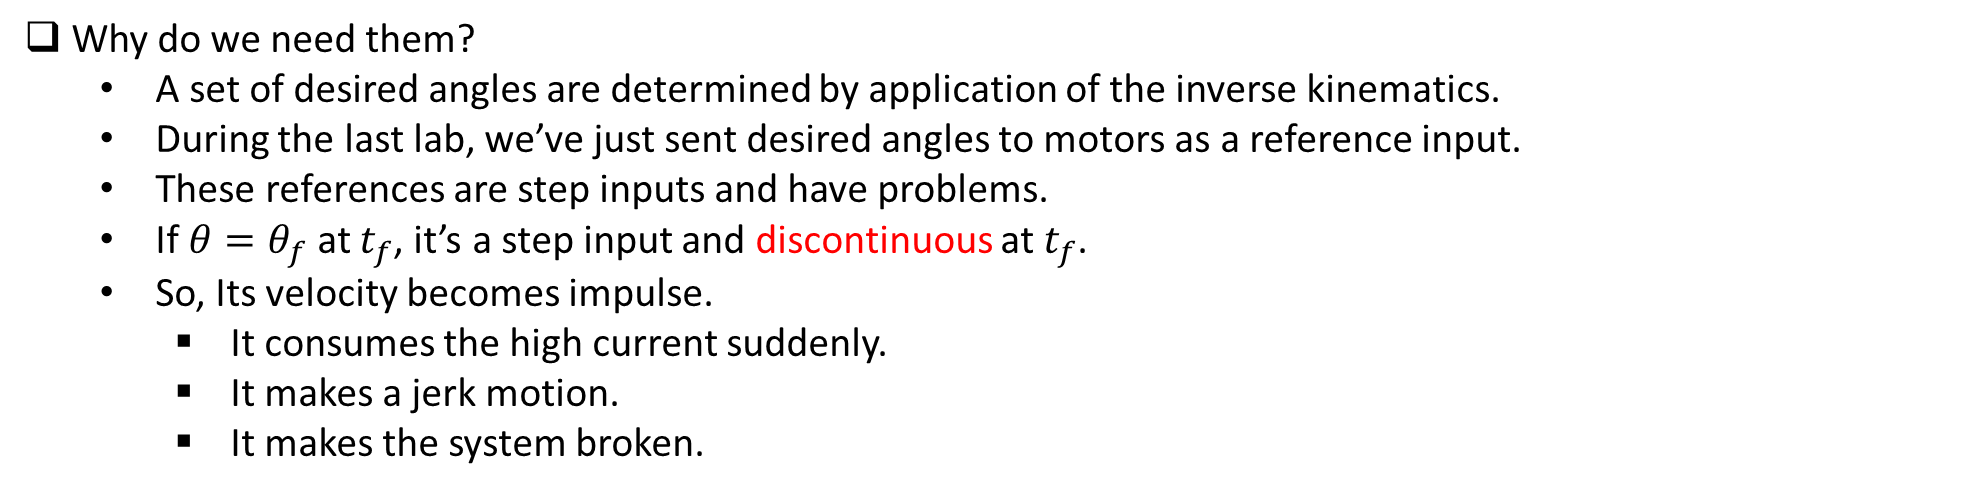 ❑ Why do we need them?
• A set of desired angles are determined by application of the inverse kinematics.
• During the last lab, we’ve just sent desired angles to motors as a reference input.
• These references are step inputs and have problems.
• If θ = θ_f at t_f, it’s a step input and discontinuous at t_f.
• So, Its velocity becomes impulse.
▪ It consumes the high current suddenly.
▪ It makes a jerk motion.
▪ It makes the system broken.